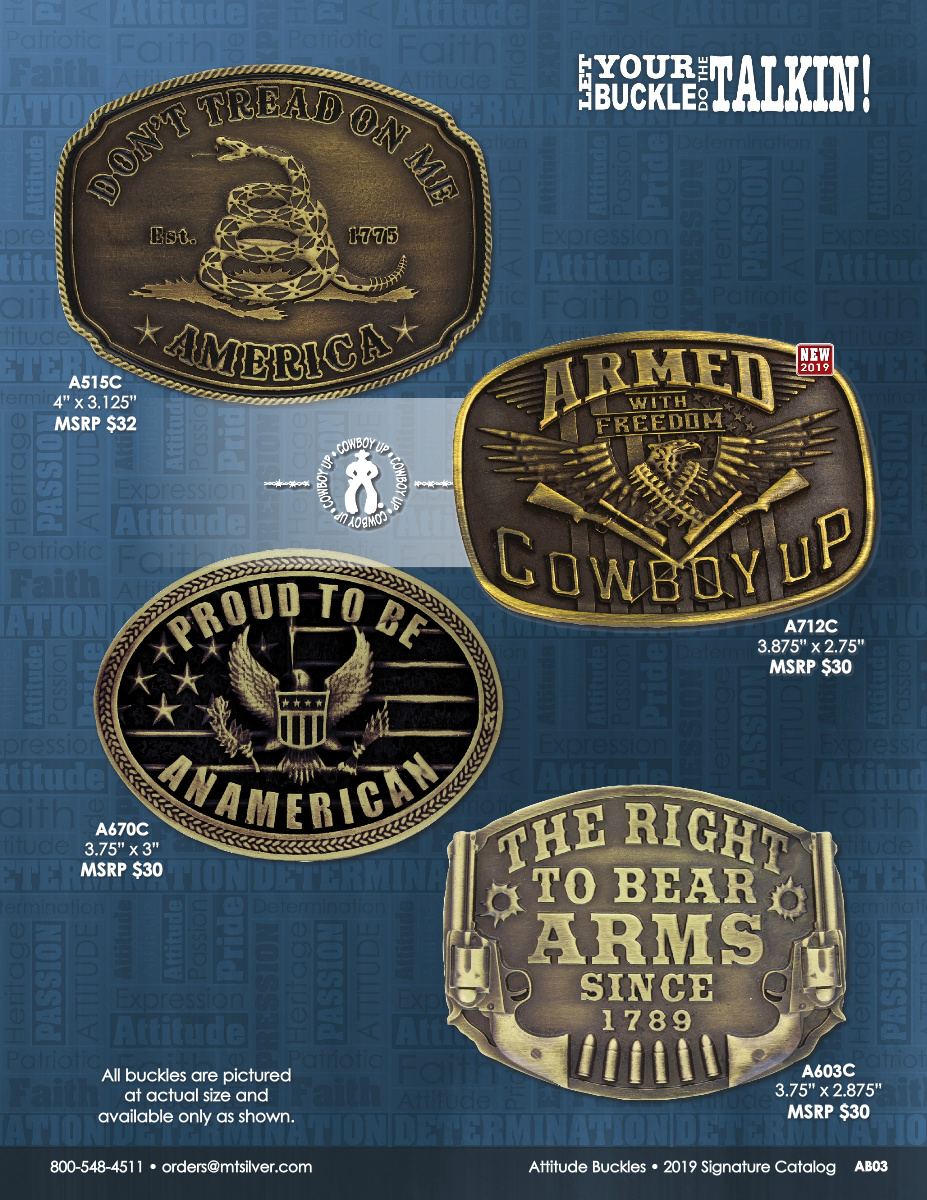 LET YOUR BUCKLE DO THE TALKIN!
DON'T TREAD ON ME
Est. 1775
AMERICA
A515C
4” x 3.125”
MSRP $32
NEW
2019
ARMED
WITH
FREEDOM
COWBOY UP
COWBOY UP • COWBOY UP • COWBOY UP • COWBOY UP •
A712C
3.875” x 2.75”
MSRP $30
PROUD TO BE
AN AMERICAN
A670C
3.75” x 3”
MSRP $30
THE RIGHT
TO BEAR
ARMS
SINCE
1789
A603C
3.75” x 2.875”
MSRP $30
All buckles are pictured
at actual size and
available only as shown.
800-548-4511 • orders@mtsilver.com
Attitude Buckles • 2019 Signature Catalog AB03